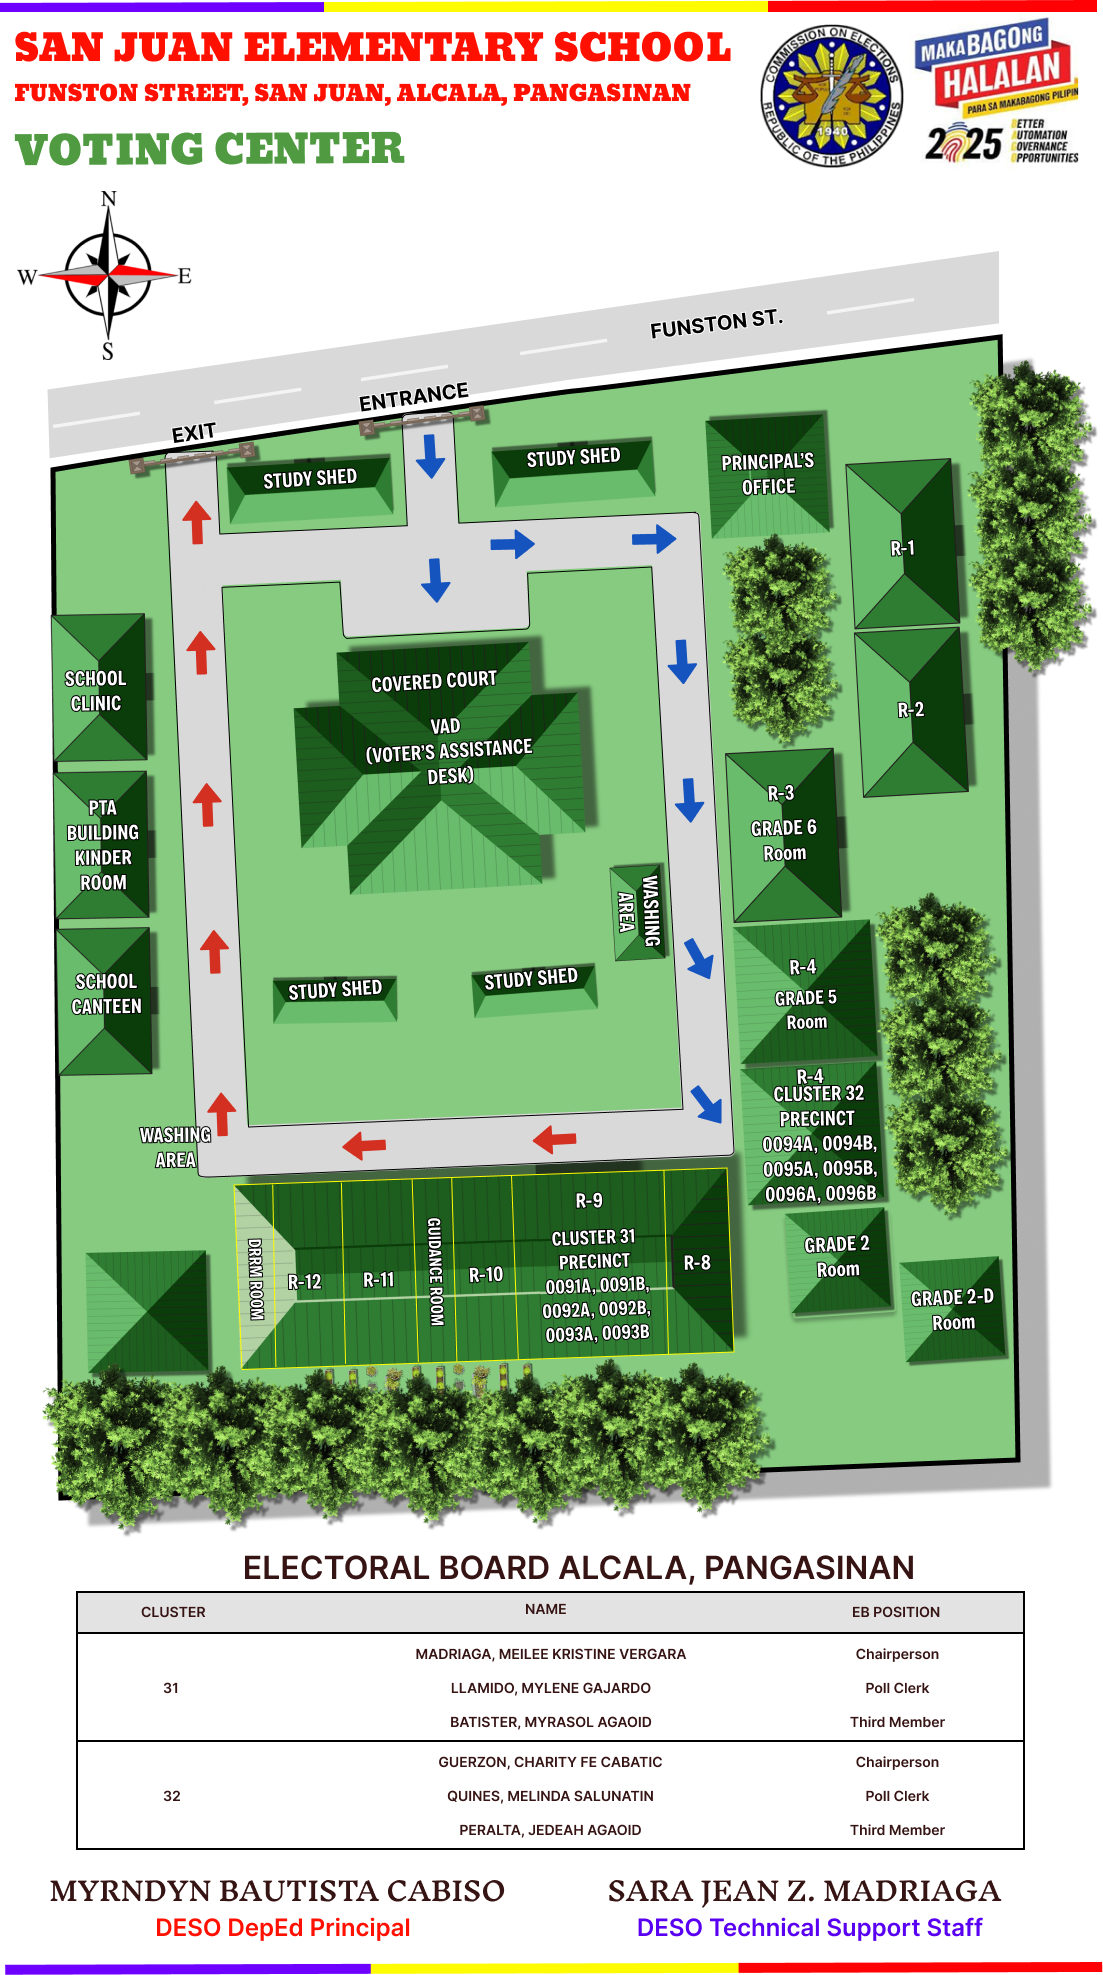 SAN JUAN ELEMENTARY SCHOOL
FUNSTON STREET, SAN JUAN, ALCALA, PANGASINAN
VOTING CENTER
COMMISSION ON ELECTIONS
1940
REPUBLIC OF THE PHILIPPINES
MAKABAGONG
HALALAN
PARA SA MAKABAGONG PILIPIN
2025
BETTER
AUTOMATION
GOVERNANCE
OPPORTUNITIES
N
W
E
S
FUNSTON ST.
ENTRANCE
EXIT
STUDY SHED
STUDY SHED
PRINCIPAL'S
OFFICE
R-1
R-2
SCHOOL
CLINIC
COVERED COURT
VAD
(VOTER'S ASSISTANCE
DESK)
PTA
BUILDING
KINDER
ROOM
R-3
GRADE 6
Room
WASHING
AREA
SCHOOL
CANTEEN
STUDY SHED
STUDY SHED
R-4
GRADE 5
Room
R-4
CLUSTER 32
PRECINCT
0094A, 0094B,
0095A, 0095B,
0096A, 0096B
WASHING
AREA
DRRM ROOM
R-12
R-11
GUIDANCE ROOM
R-10
R-9
CLUSTER 31
PRECINCT
0091A, 0091B,
0092A, 0092B,
0093A, 0093B
R-8
GRADE 2
Room
GRADE 2-D
Room
ELECTORAL BOARD ALCALA, PANGASINAN
CLUSTER NAME EB POSITION
MADRIAGA, MEILEE KRISTINE VERGARA Chairperson
31 LLAMIDO, MYLENE GAJARDO Poll Clerk
BATISTER, MYRASOL AGAOID Third Member
GUERZON, CHARITY FE CABATIC Chairperson
32 QUINES, MELINDA SALUNATIN Poll Clerk
PERALTA, JEDEAH AGAOID Third Member
MYRNDYN BAUTISTA CABISO
DESO DepEd Principal
SARA JEAN Z. MADRIAGA
DESO Technical Support Staff